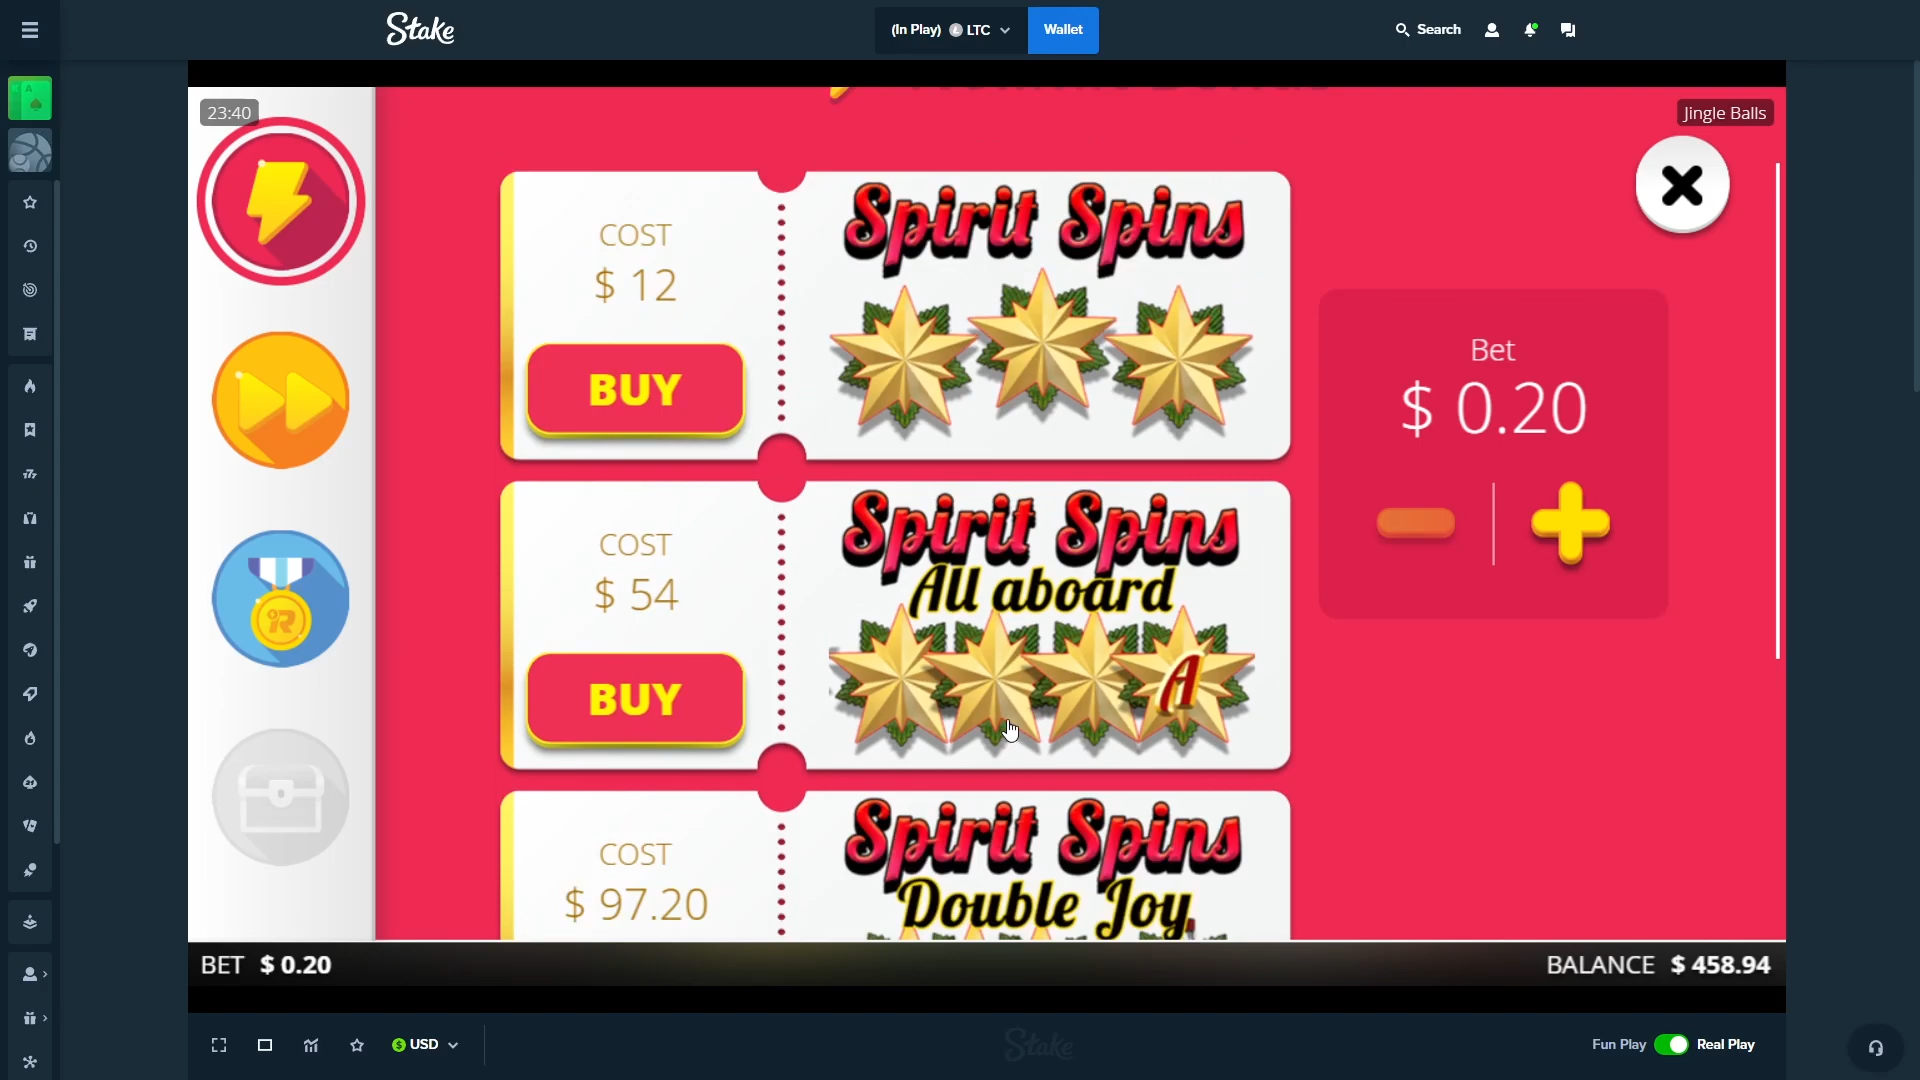 Stake
(In Play) LTC
Wallet
Search
23:40
Jingle Balls
COST
$ 12
BUY
Spirit Spins
COST
$ 54
BUY
Spirit Spins
All aboard
A
COST
$ 97.20
Spirit Spins
Double Joy
Bet
$ 0.20
BET $ 0.20
BALANCE $ 458.94
USD
Stake
Fun Play
Real Play